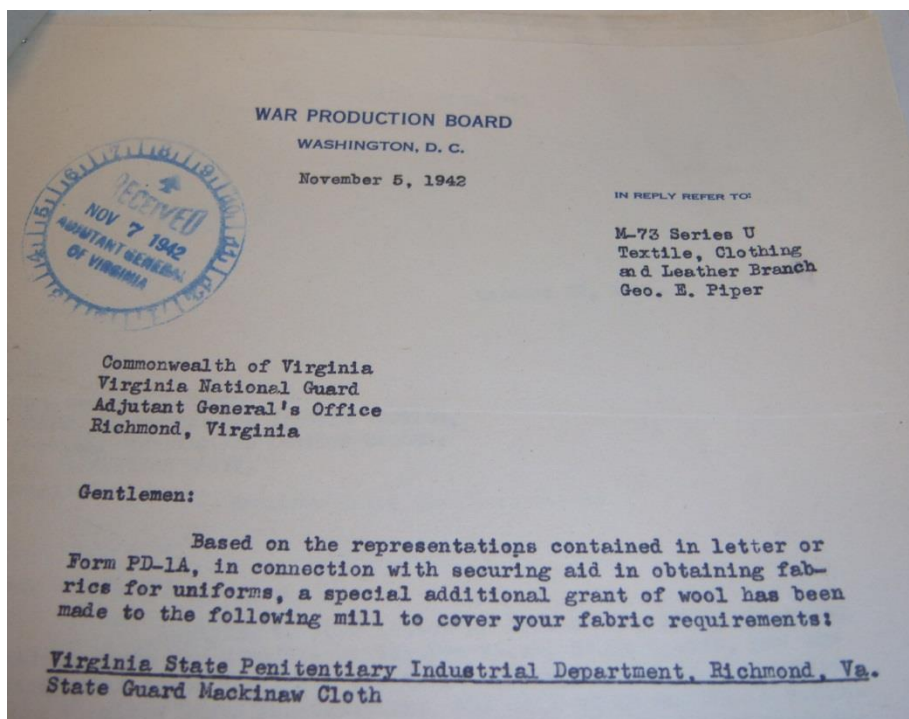 WAR PRODUCTION BOARD
WASHINGTON, D. C.
November 5, 1942
RECEIVED
NOV 7 1942
ADJUTANT GENERAL
OF VIRGINIA
IN REPLY REFER TO:
M-73 Series U
Textile, Clothing
and Leather Branch
Geo. E. Piper
Commonwealth of Virginia
Virginia National Guard
Adjutant General's Office
Richmond, Virginia
Gentlemen:
Based on the representations contained in letter or
Form PD-1A, in connection with securing aid in obtaining fab-
rics for uniforms, a special additional grant of wool has been
made to the following mill to cover your fabric requirements:
Virginia State Penitentiary Industrial Department, Richmond, Va.
State Guard Mackinaw Cloth